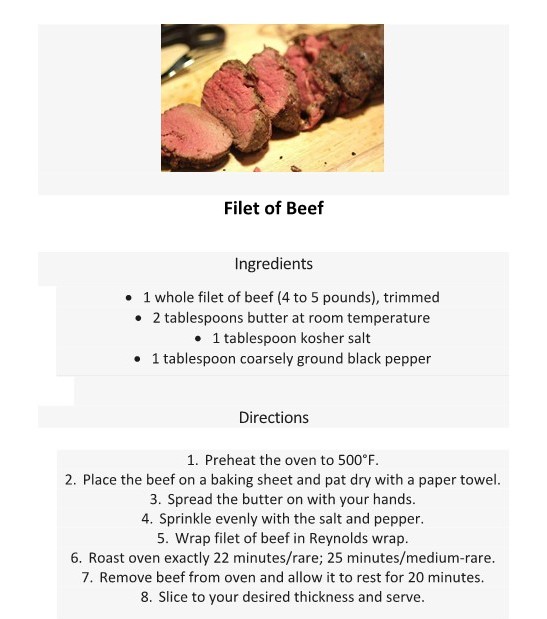 Filet of Beef
Ingredients
• 1 whole filet of beef (4 to 5 pounds), trimmed
• 2 tablespoons butter at room temperature
• 1 tablespoon kosher salt
• 1 tablespoon coarsely ground black pepper
Directions
1. Preheat the oven to 500°F.
2. Place the beef on a baking sheet and pat dry with a paper towel.
3. Spread the butter on with your hands.
4. Sprinkle evenly with the salt and pepper.
5. Wrap filet of beef in Reynolds wrap.
6. Roast oven exactly 22 minutes/rare; 25 minutes/medium-rare.
7. Remove beef from oven and allow it to rest for 20 minutes.
8. Slice to your desired thickness and serve.